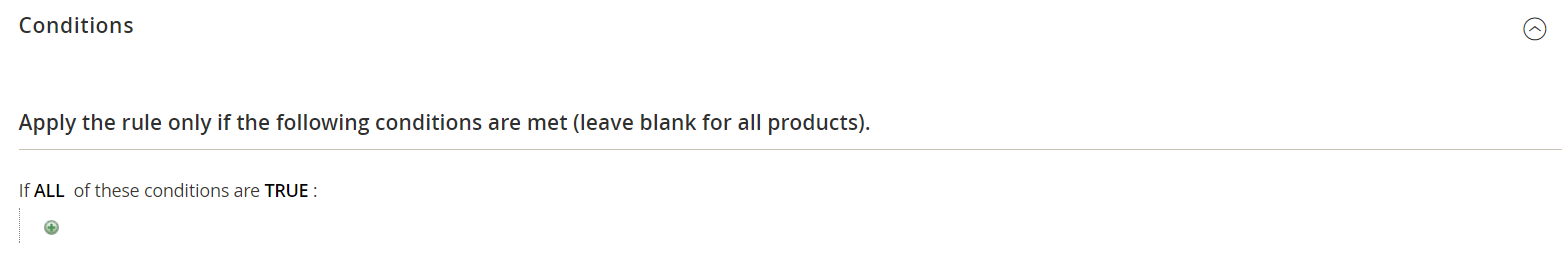 Conditions
Apply the rule only if the following conditions are met (leave blank for all products).
If ALL of these conditions are TRUE :